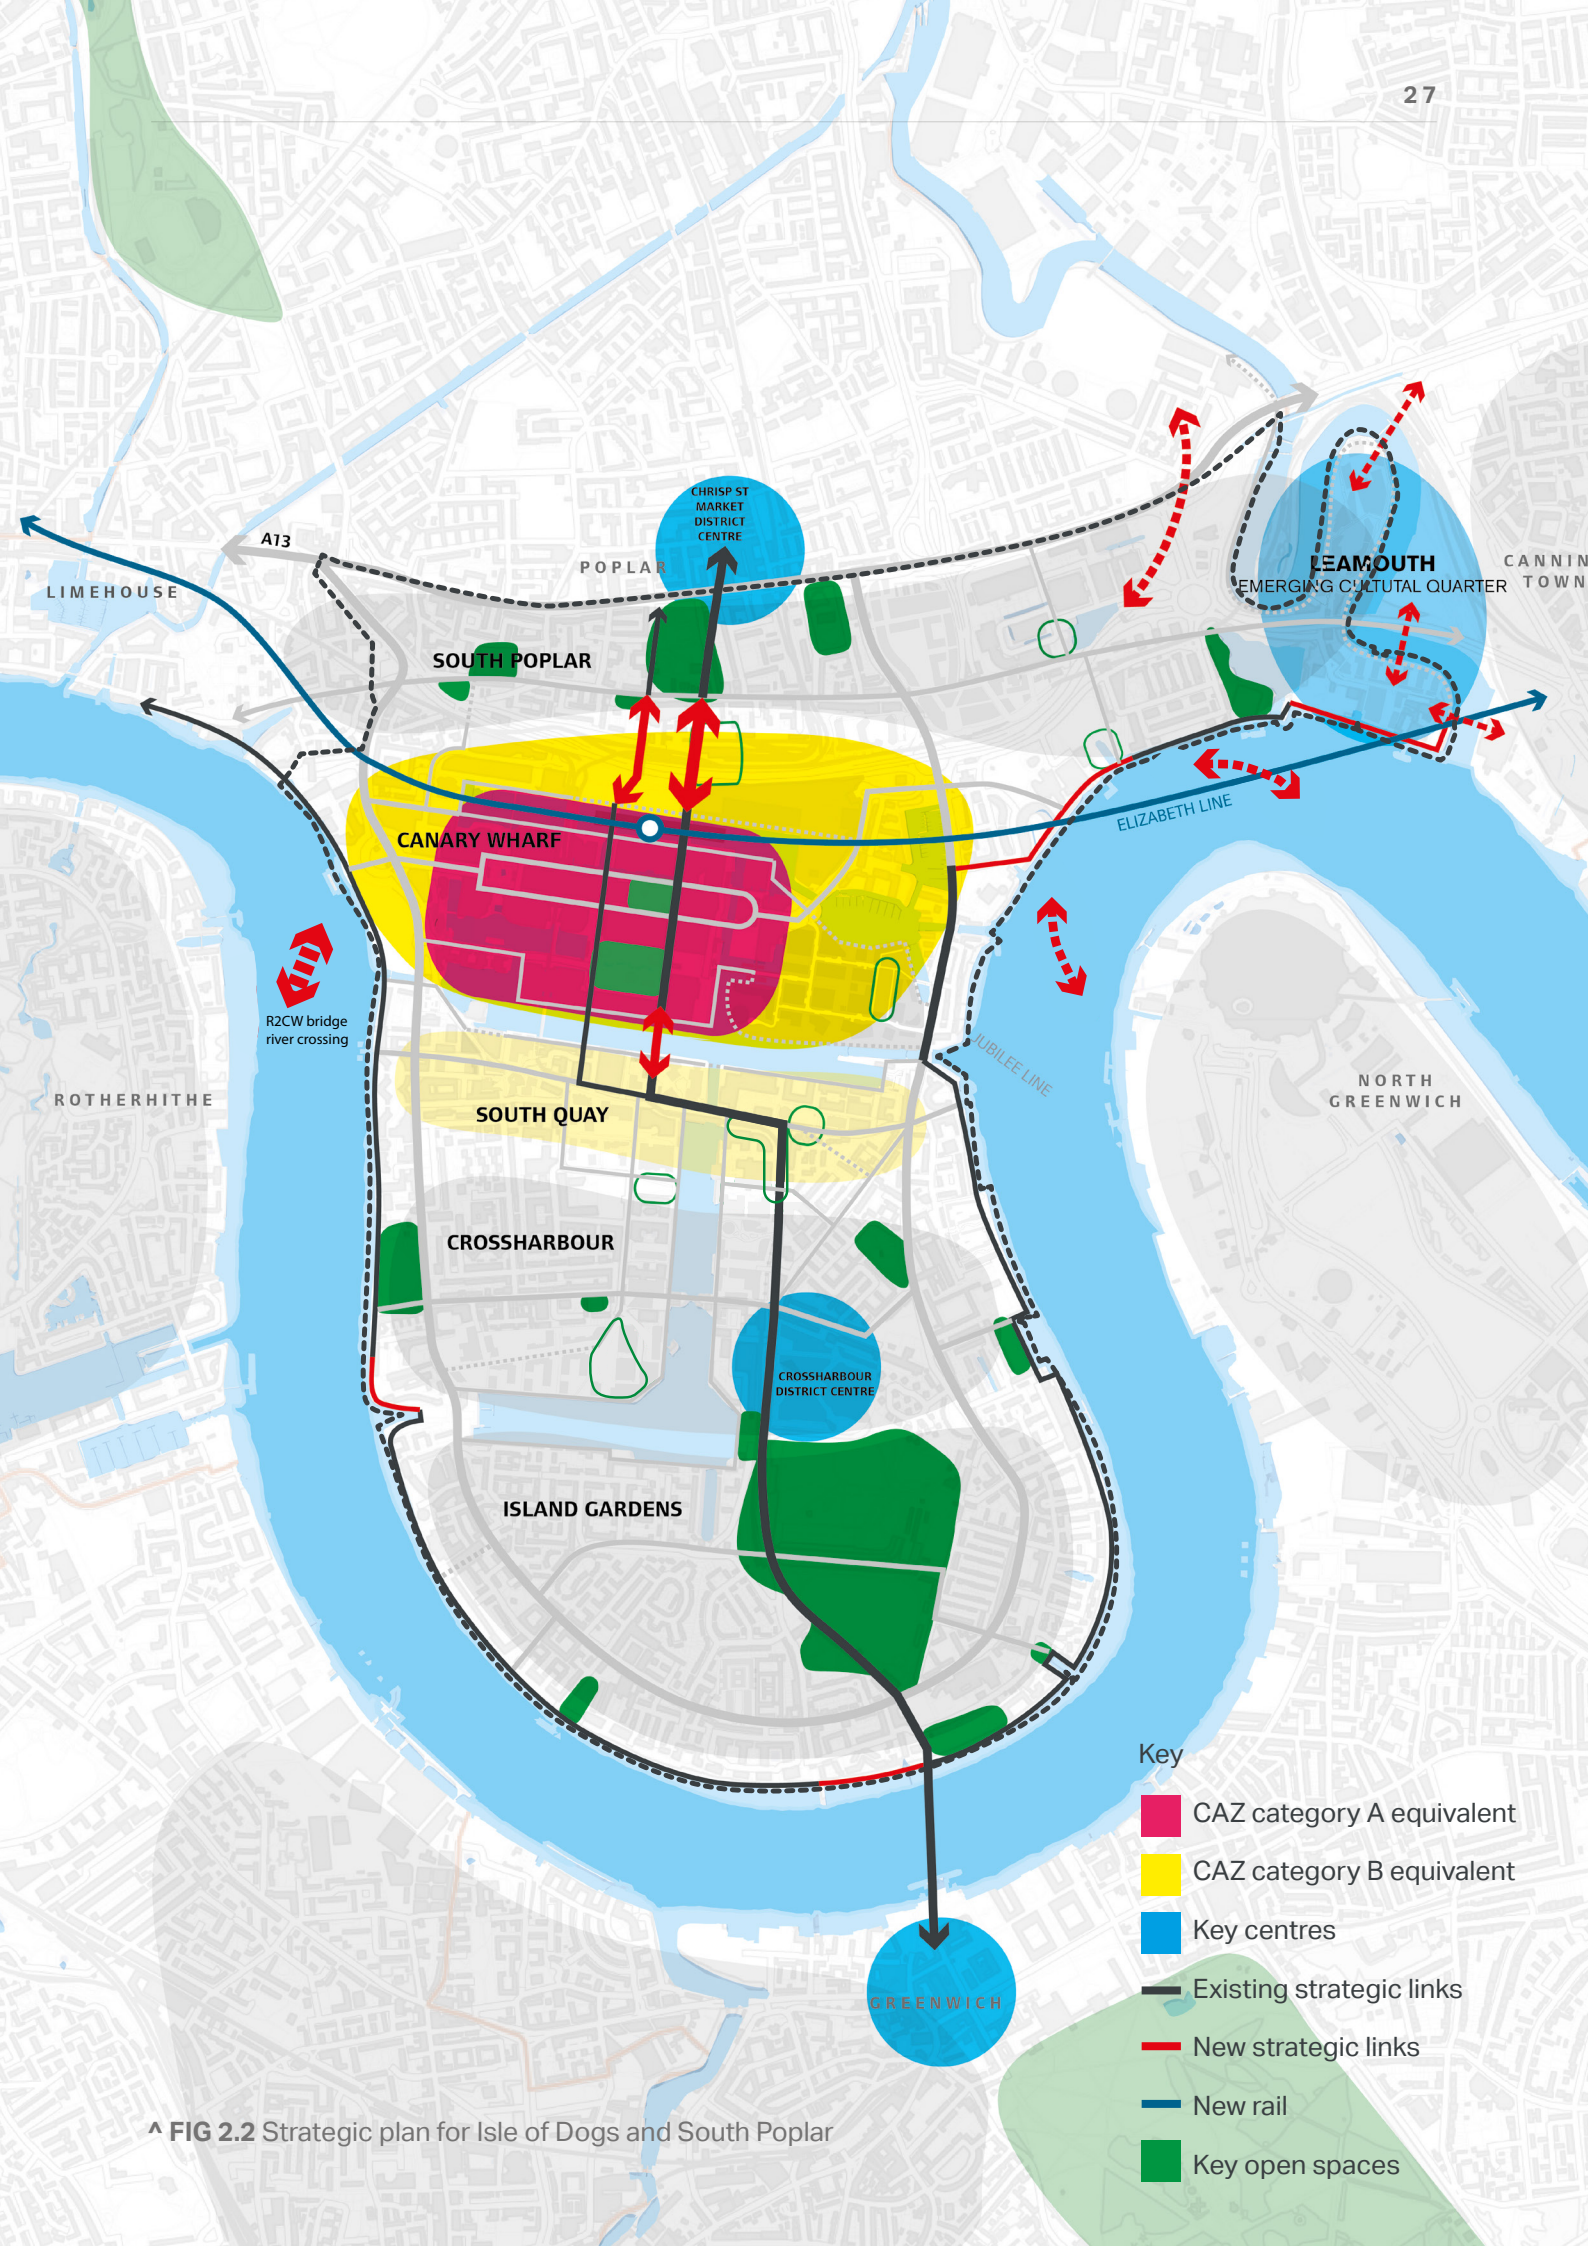 27
CHRISP ST
MARKET
DISTRICT
CENTRE
A13
POPLAR
LIMEHOUSE
LEAMOUTH
EMERGING CULTUTAL QUARTER
CANNIN
TOWN
SOUTH POPLAR
ELIZABETH LINE
CANARY WHARF
R2CW bridge
river crossing
JUBILEE LINE
ROTHERHITHE
NORTH
GREENWICH
SOUTH QUAY
CROSSHARBOUR
CROSSHARBOUR
DISTRICT CENTRE
ISLAND GARDENS
Key
CAZ category A equivalent
CAZ category B equivalent
Key centres
Existing strategic links
New strategic links
New rail
Key open spaces
GREENWICH
^ FIG 2.2 Strategic plan for Isle of Dogs and South Poplar